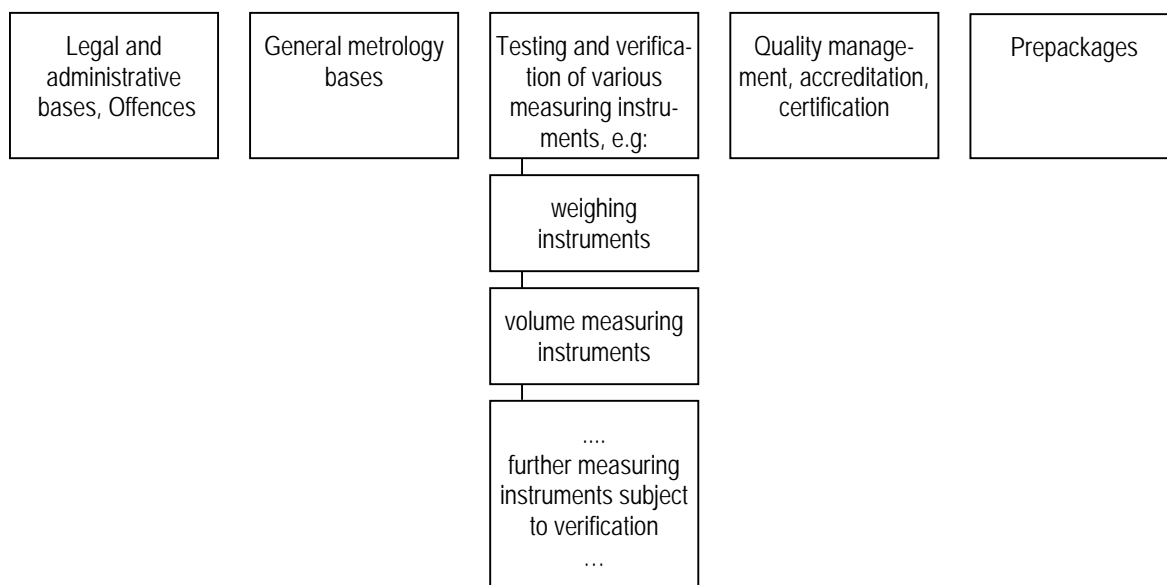 Legal and
administrative
bases, Offences
General metrology
bases
Testing and verifica-
tion of various
measuring instru-
ments, e.g:
Quality manage-
ment, accreditation,
certification
Prepackages
weighing
instruments
volume measuring
instruments
....
further measuring
instruments subject
to verification
…